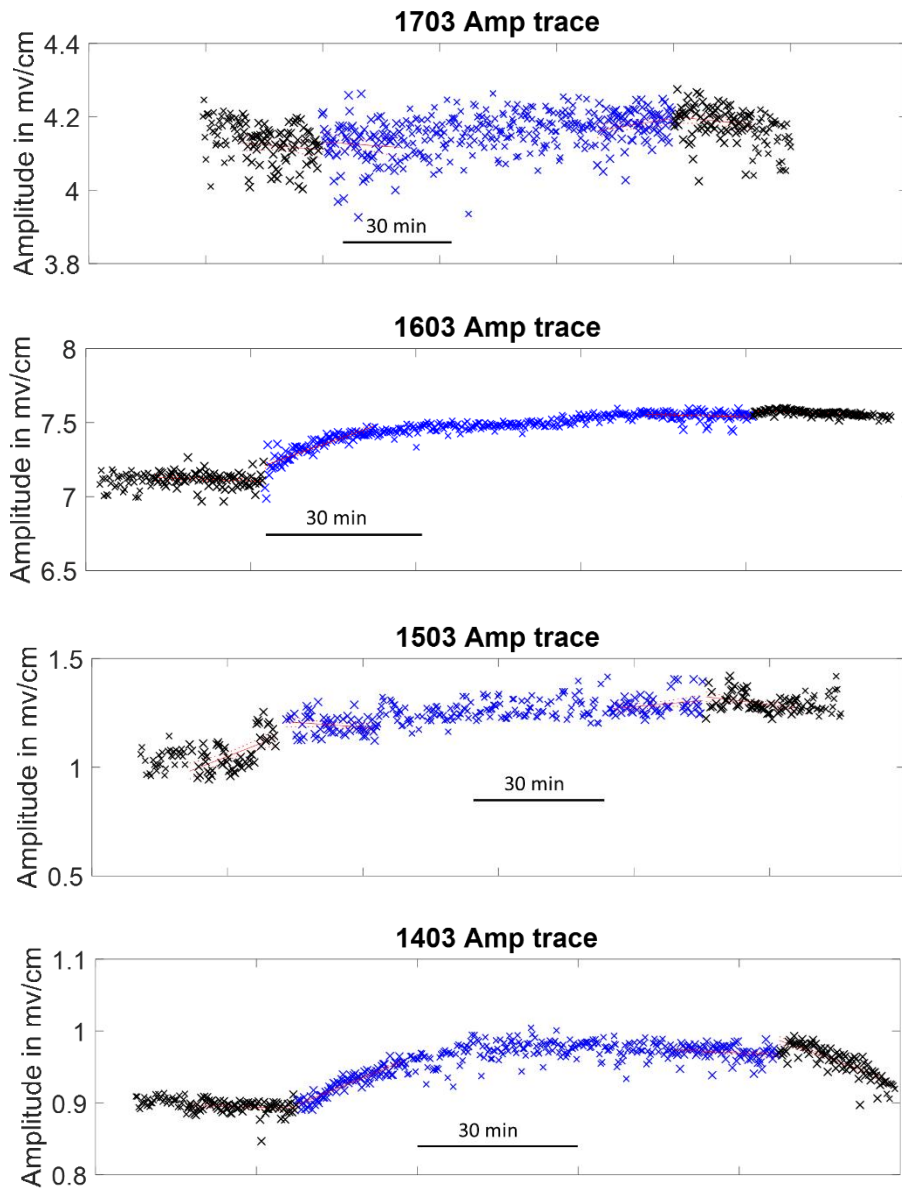 1703 Amp trace
Amplitude in mv/cm
4.4
4.2
4
3.8
30 min
1603 Amp trace
Amplitude in mv/cm
8
7.5
7
6.5
30 min
1503 Amp trace
Amplitude in mv/cm
1.5
1
0.5
30 min
1403 Amp trace
Amplitude in mv/cm
1.1
1
0.9
0.8
30 min